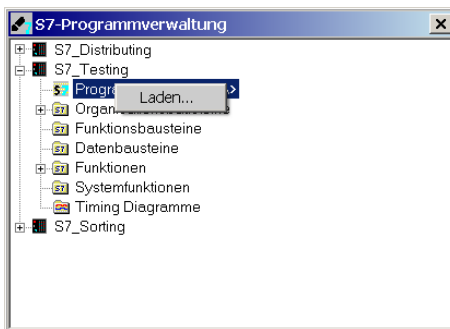 S7-Programmverwaltung
S7_Distributing
S7_Testing
Laden...
Funktionsbausteine
Datenbausteine
Funktionen
Systemfunktionen
Timing Diagramme
S7_Sorting